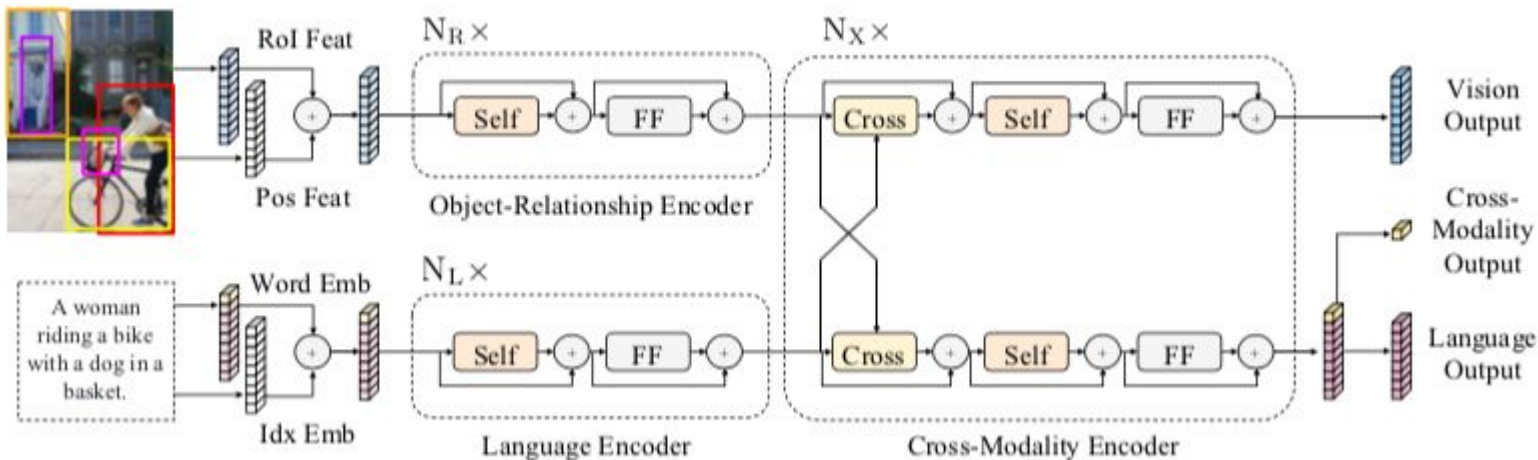 RoI Feat
Pos Feat
N_R ×
Self
+
FF
+
Object-Relationship Encoder
N_X ×
Cross
+
Self
+
FF
+
Vision
Output
Cross-
Modality
Output
A woman
riding a bike
with a dog in a
basket.
Word Emb
+
Idx Emb
N_L ×
Self
+
FF
+
Language Encoder
Cross
+
Self
+
FF
+
Cross-Modality Encoder
Language
Output